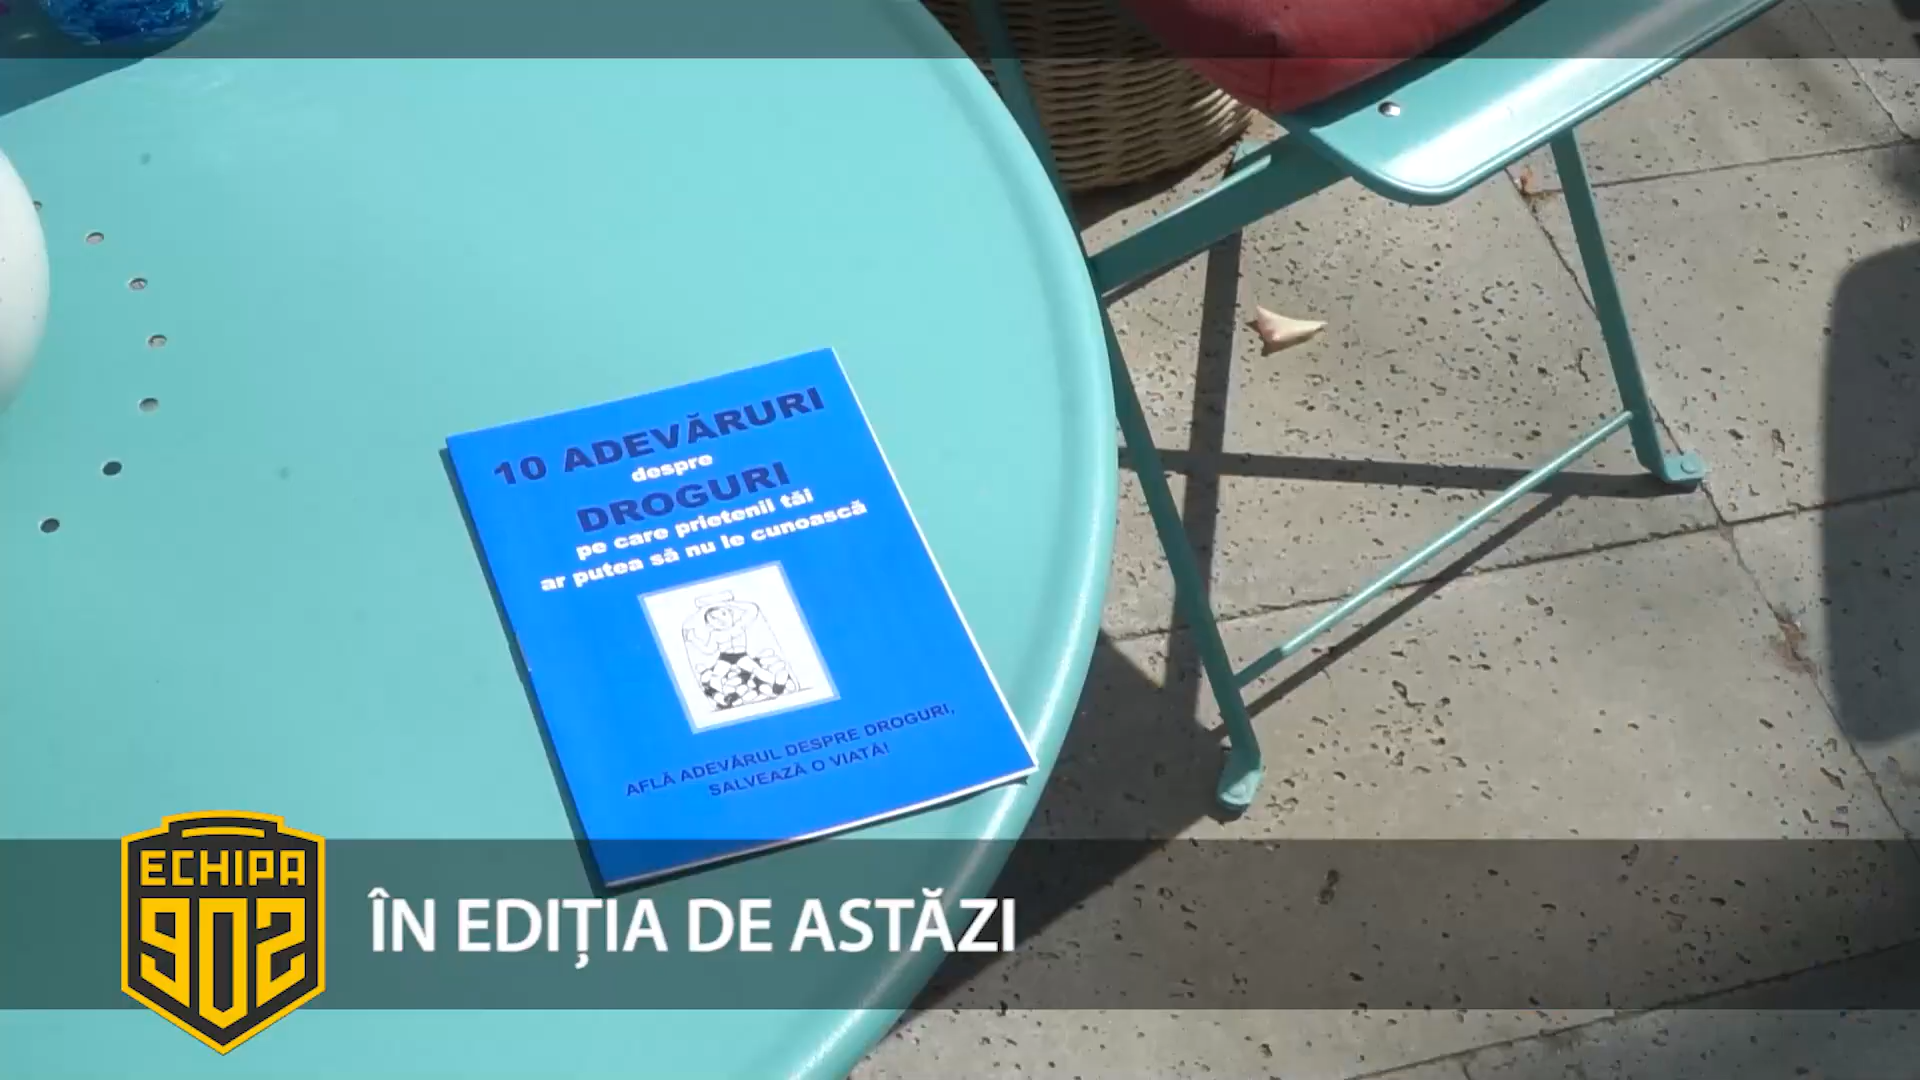 10 ADEVĂRURI
despre
DROGURI
pe care prietenii tăi
ar putea să nu le cunoască
AFLĂ ADEVĂRUL DESPRE DROGURI,
SALVEAZĂ O VIAȚĂ!
ECHIPA
902
ÎN EDIȚIA DE ASTĂZI